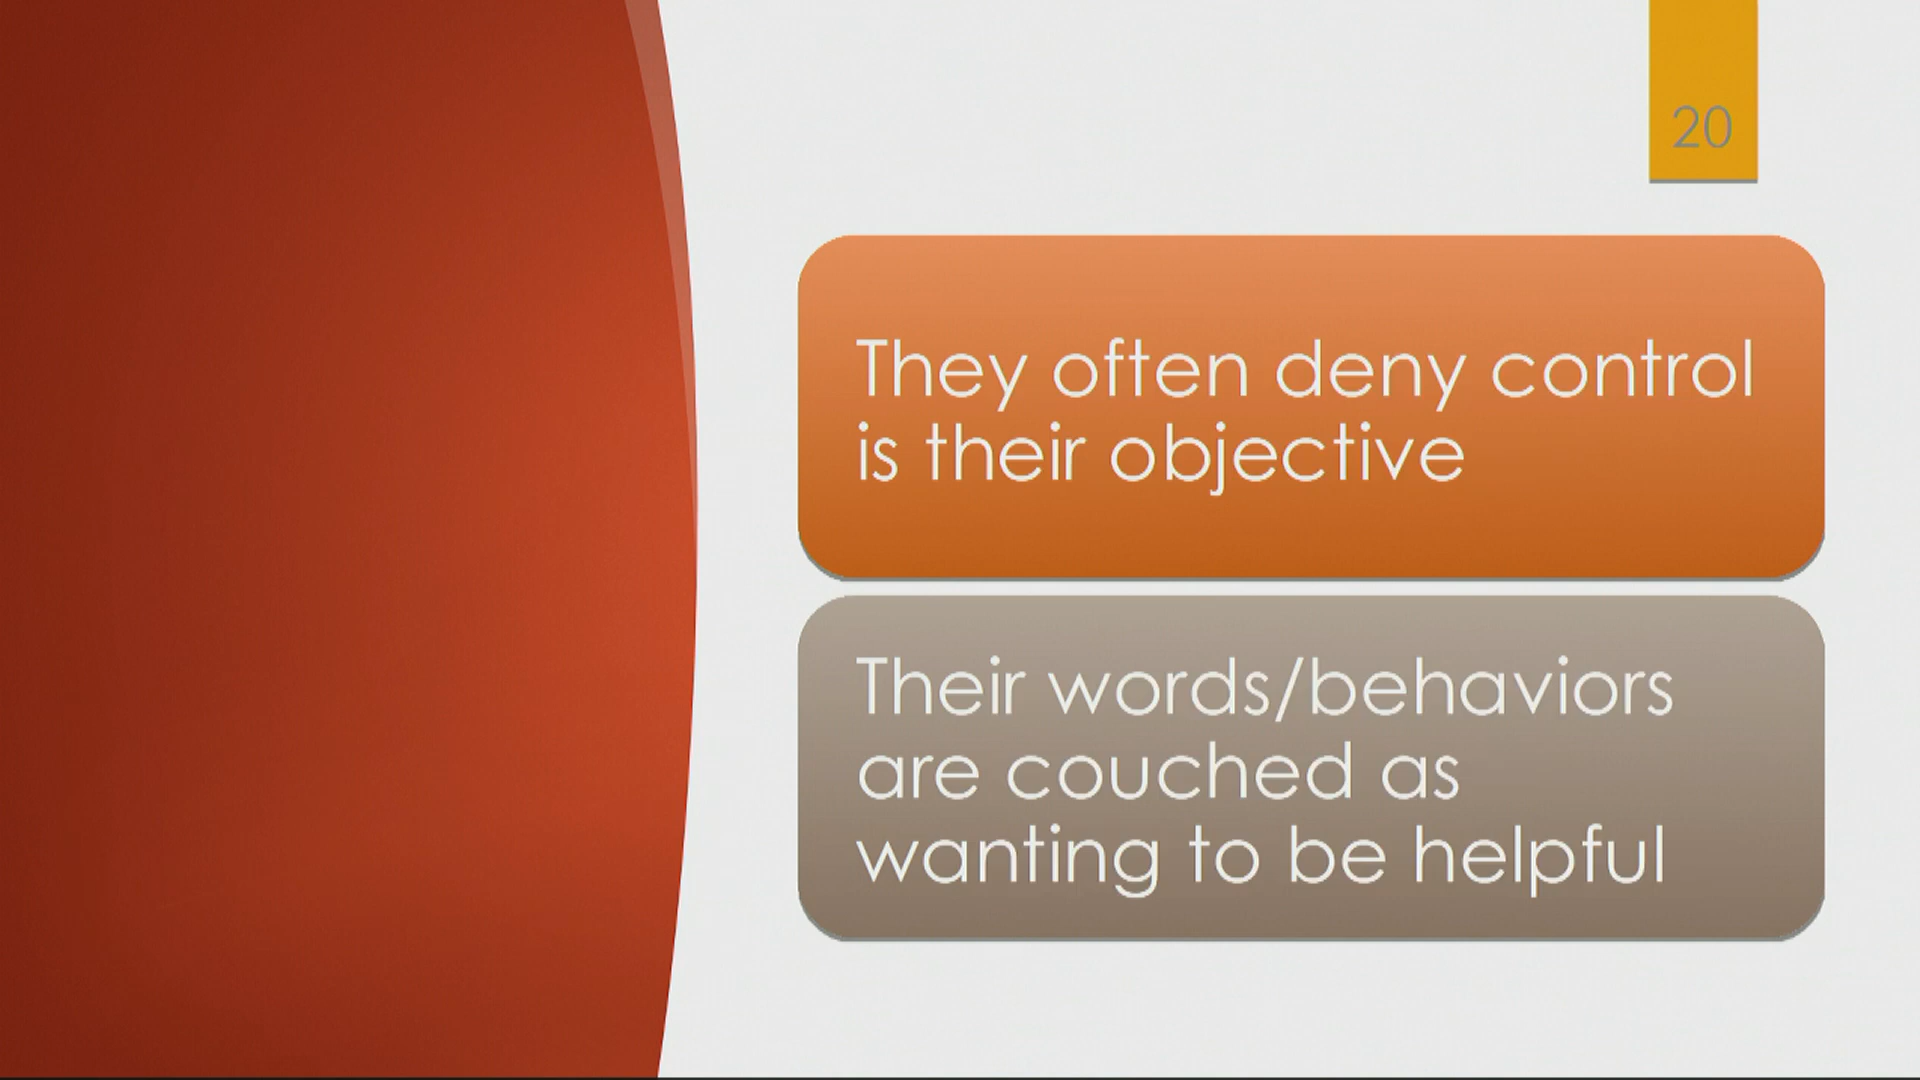 20
They often deny control
is their objective
Their words/behaviors
are couched as
wanting to be helpful